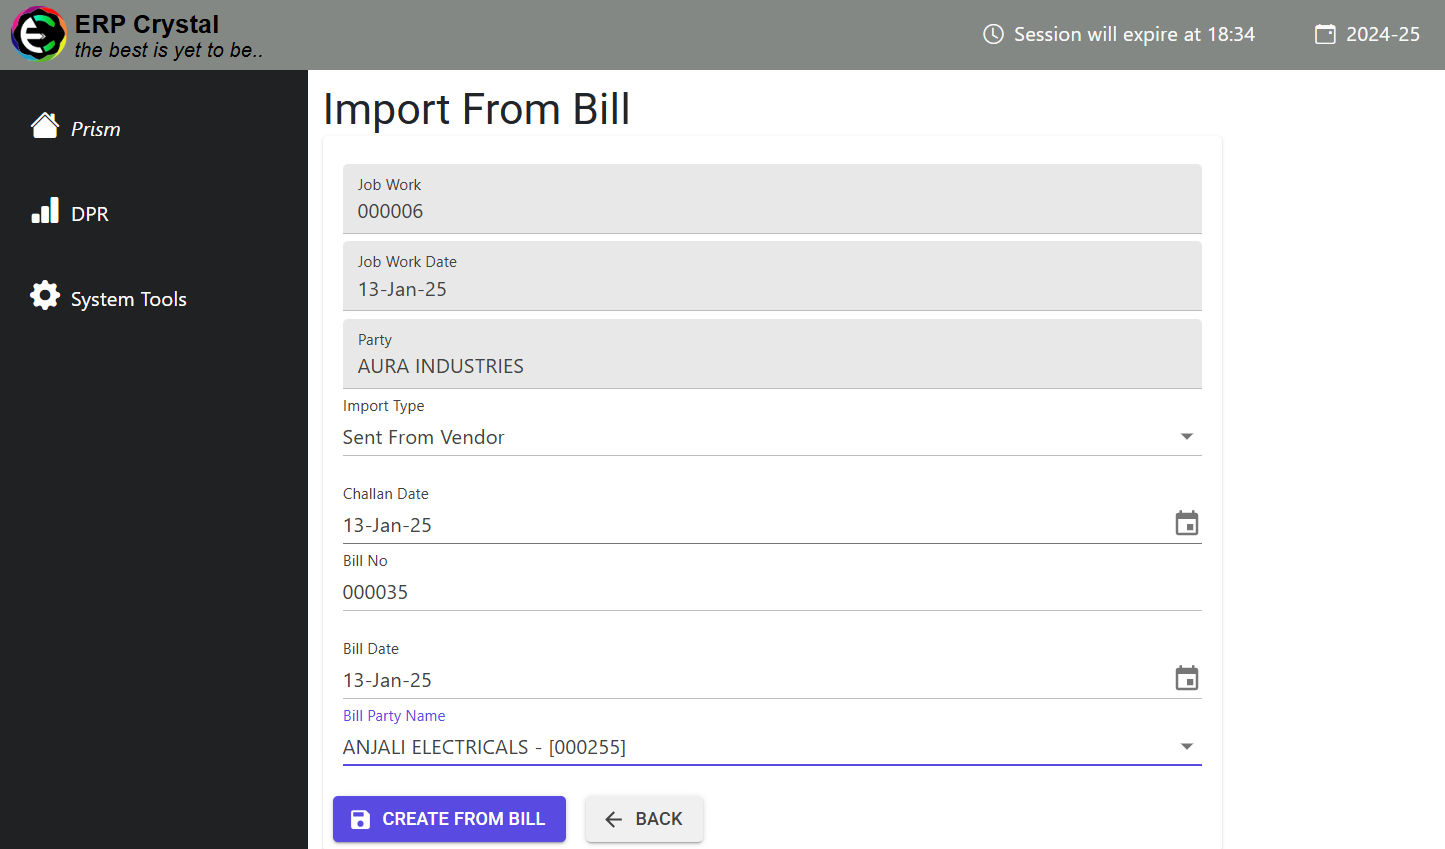 ERP Crystal
the best is yet to be..
Session will expire at 18:34
2024-25
Prism
DPR
System Tools
Import From Bill
Job Work
000006
Job Work Date
13-Jan-25
Party
AURA INDUSTRIES
Import Type
Sent From Vendor
Challan Date
13-Jan-25
Bill No
000035
Bill Date
13-Jan-25
Bill Party Name
ANJALI ELECTRICALS - [000255]
CREATE FROM BILL
BACK